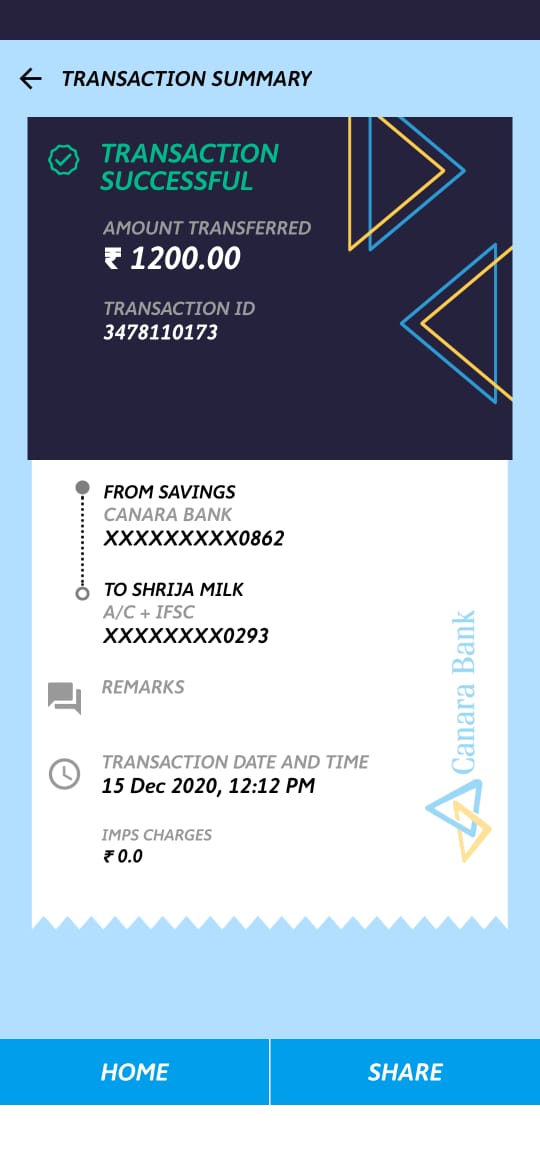 TRANSACTION SUMMARY
TRANSACTION
SUCCESSFUL
AMOUNT TRANSFERRED
₹ 1200.00
TRANSACTION ID
3478110173
FROM SAVINGS
CANARA BANK
XXXXXXXXX0862
TO SHRIJA MILK
A/C + IFSC
XXXXXXXX0293
REMARKS
TRANSACTION DATE AND TIME
15 Dec 2020, 12:12 PM
IMPS CHARGES
₹ 0.0
Canara Bank
HOME
SHARE